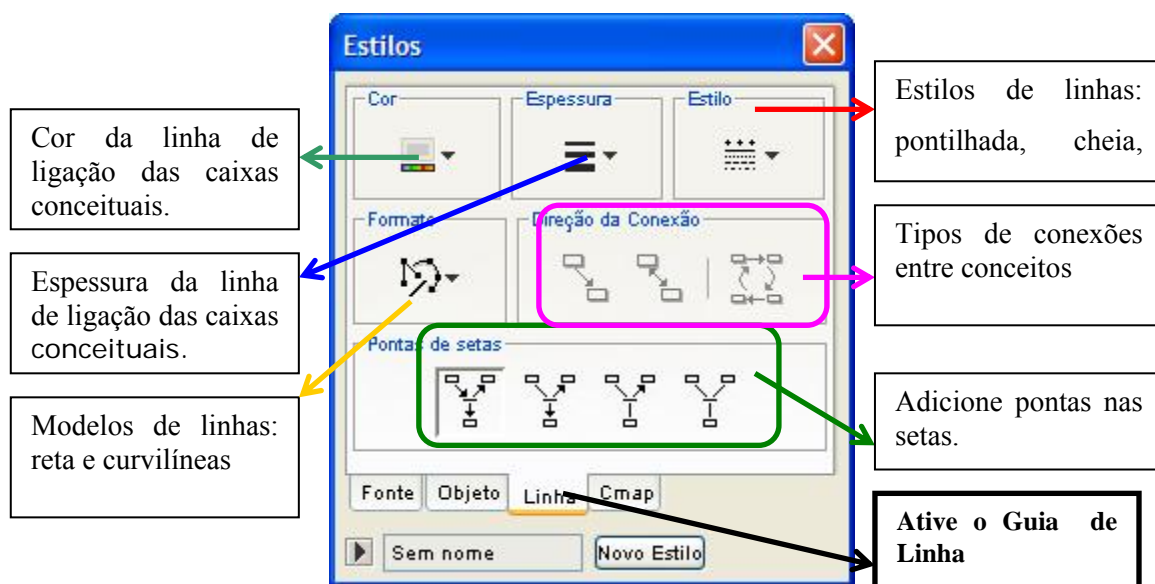 Estilos
Cor
Espessura
Estilo
Formato
Direção da Conexão
Pontas de setas
Fonte
Objeto
Linha
Cmap
Sem nome
Novo Estilo
Cor da linha de
ligação das caixas
conceituais.
Espessura da linha
de ligação das caixas
conceituais.
Modelos de linhas:
reta e curvilíneas
Estilos de linhas:
pontilhada, cheia,
Tipos de conexões
entre conceitos
Adicione pontas nas
setas.
Ative o Guia de
Linha